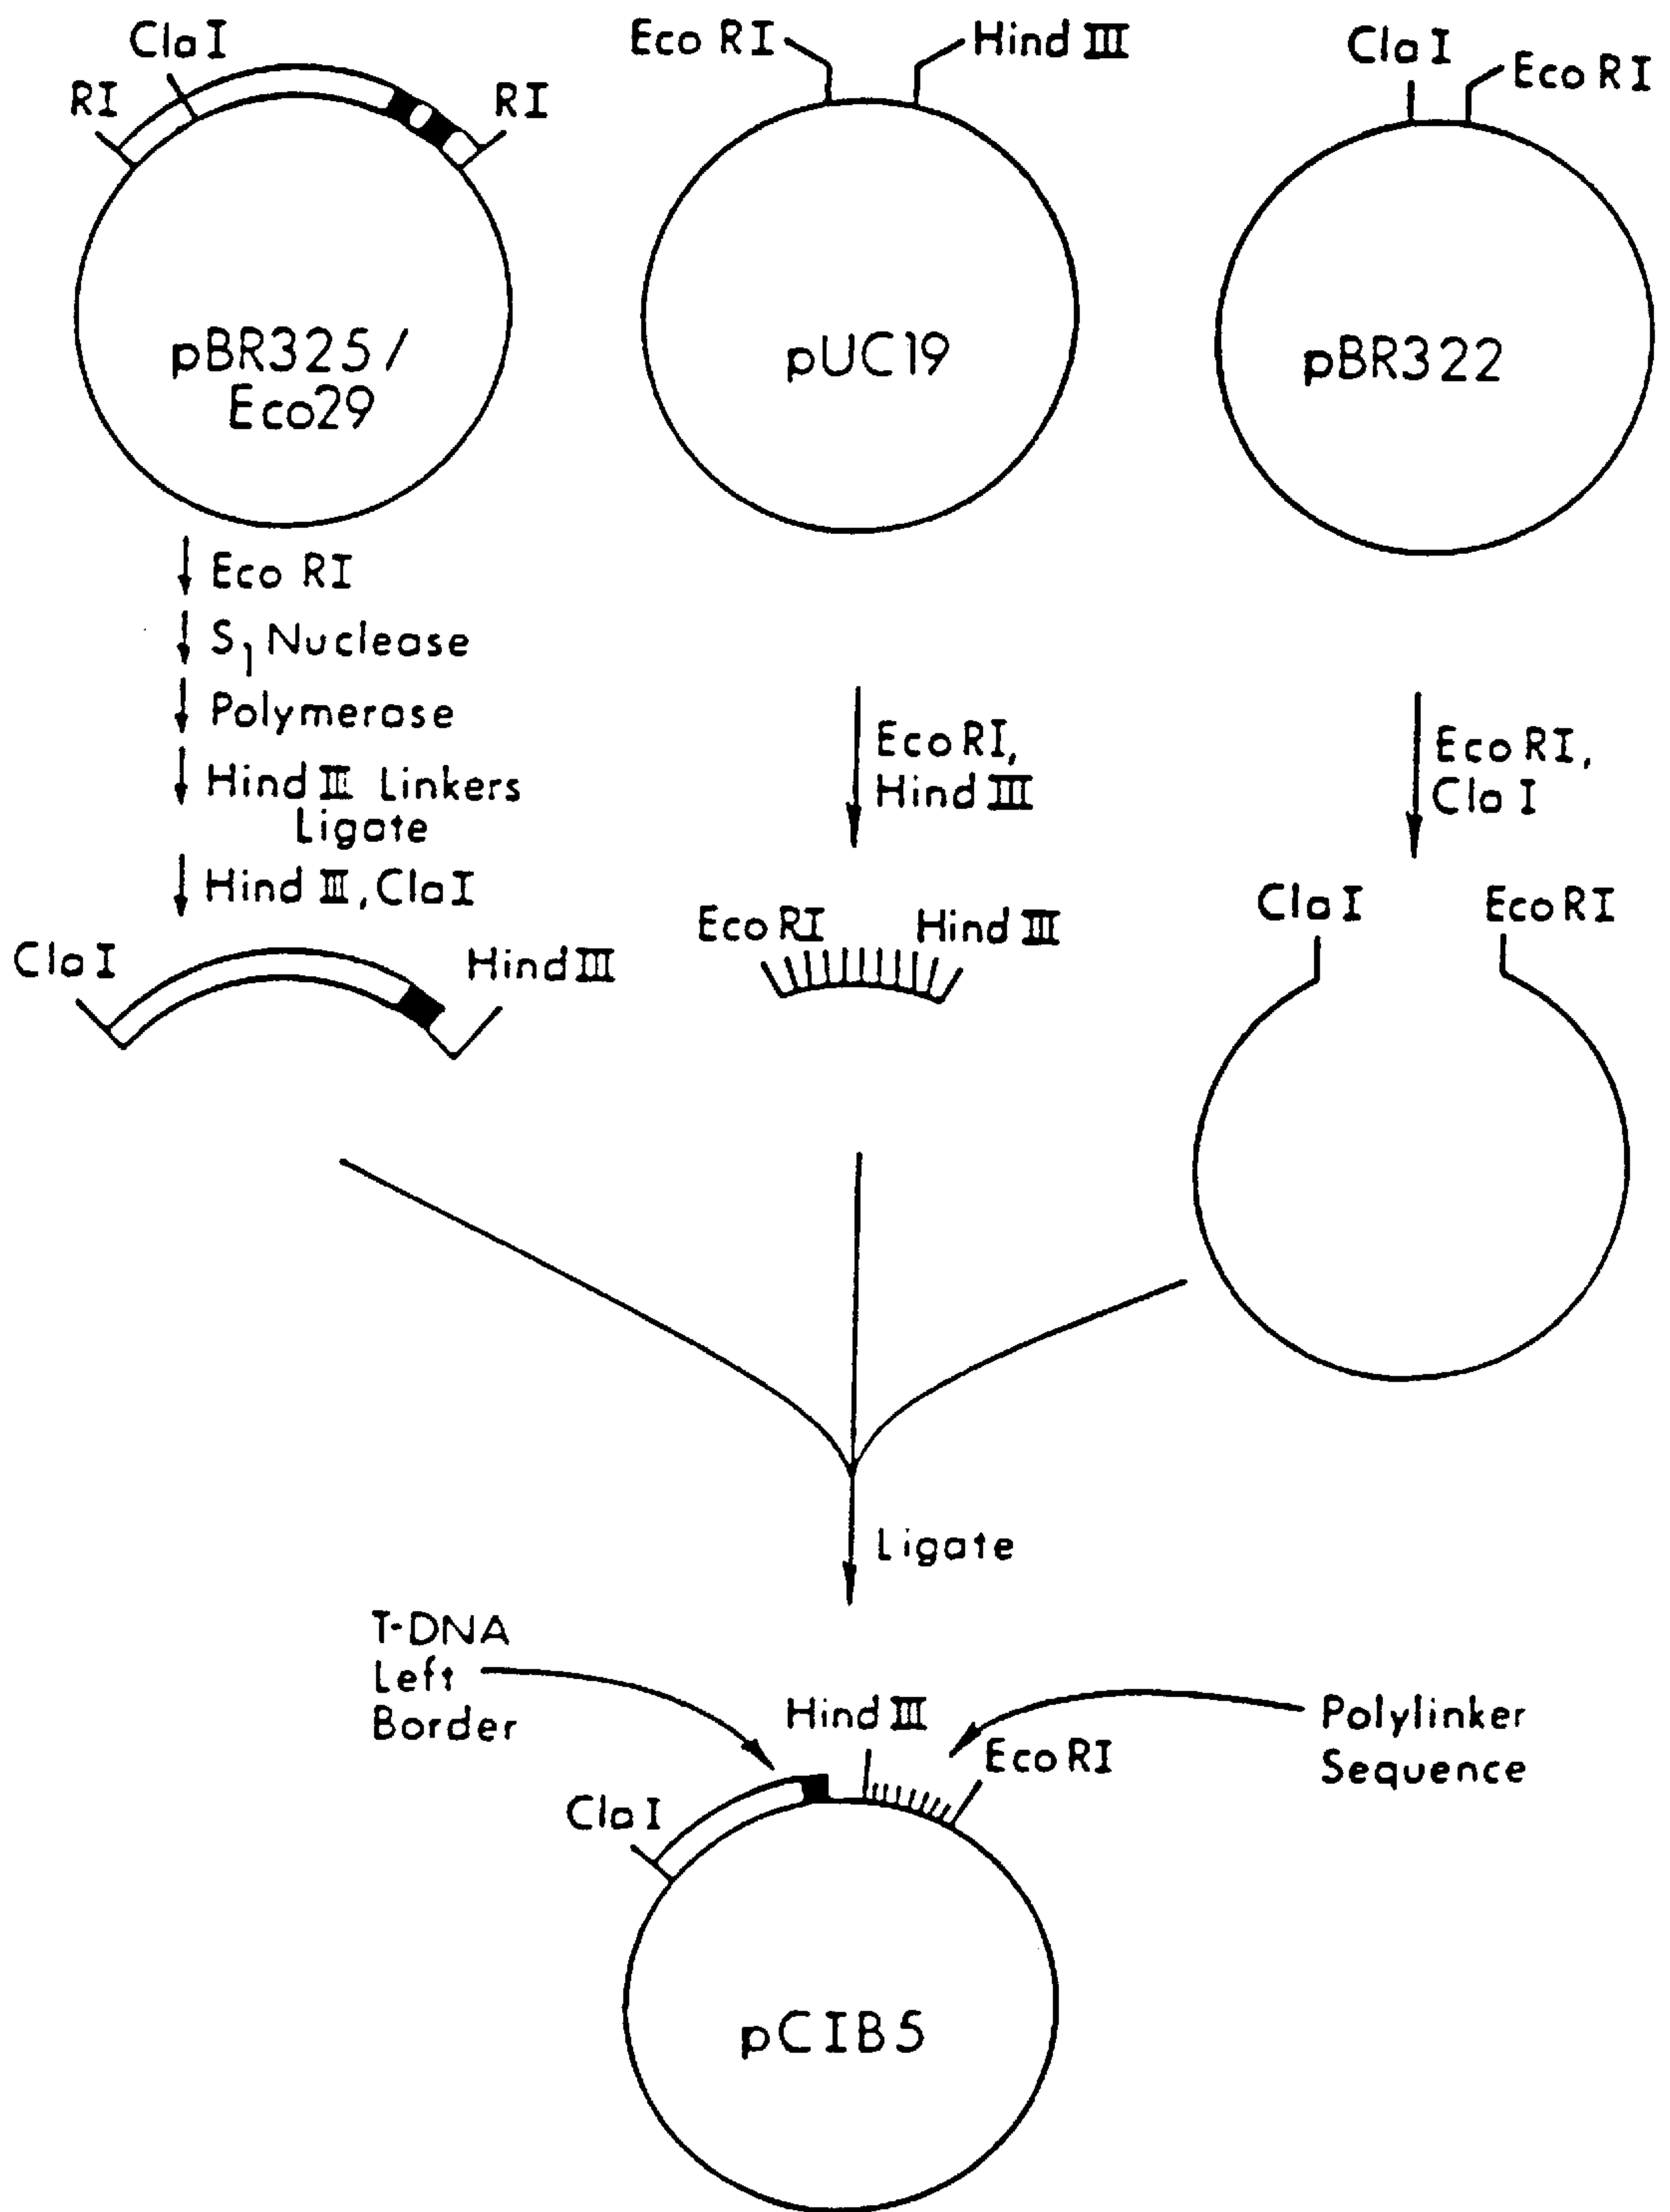 Cla I
RI
RI
pBR325/
Eco29
Eco RI
Hind III
pUC19
Cla I
Eco RI
pBR322
Eco RI
S1 Nuclease
Polymerase
Hind III Linkers
Ligate
Hind III, Cla I
Cla I
Hind III
Eco RI,
Hind III
Eco RI
Hind III
Eco RI,
Cla I
Cla I
Eco RI
Ligate
T-DNA
Left
Border
Hind III
Eco RI
Polylinker
Sequence
Cla I
pCIB5